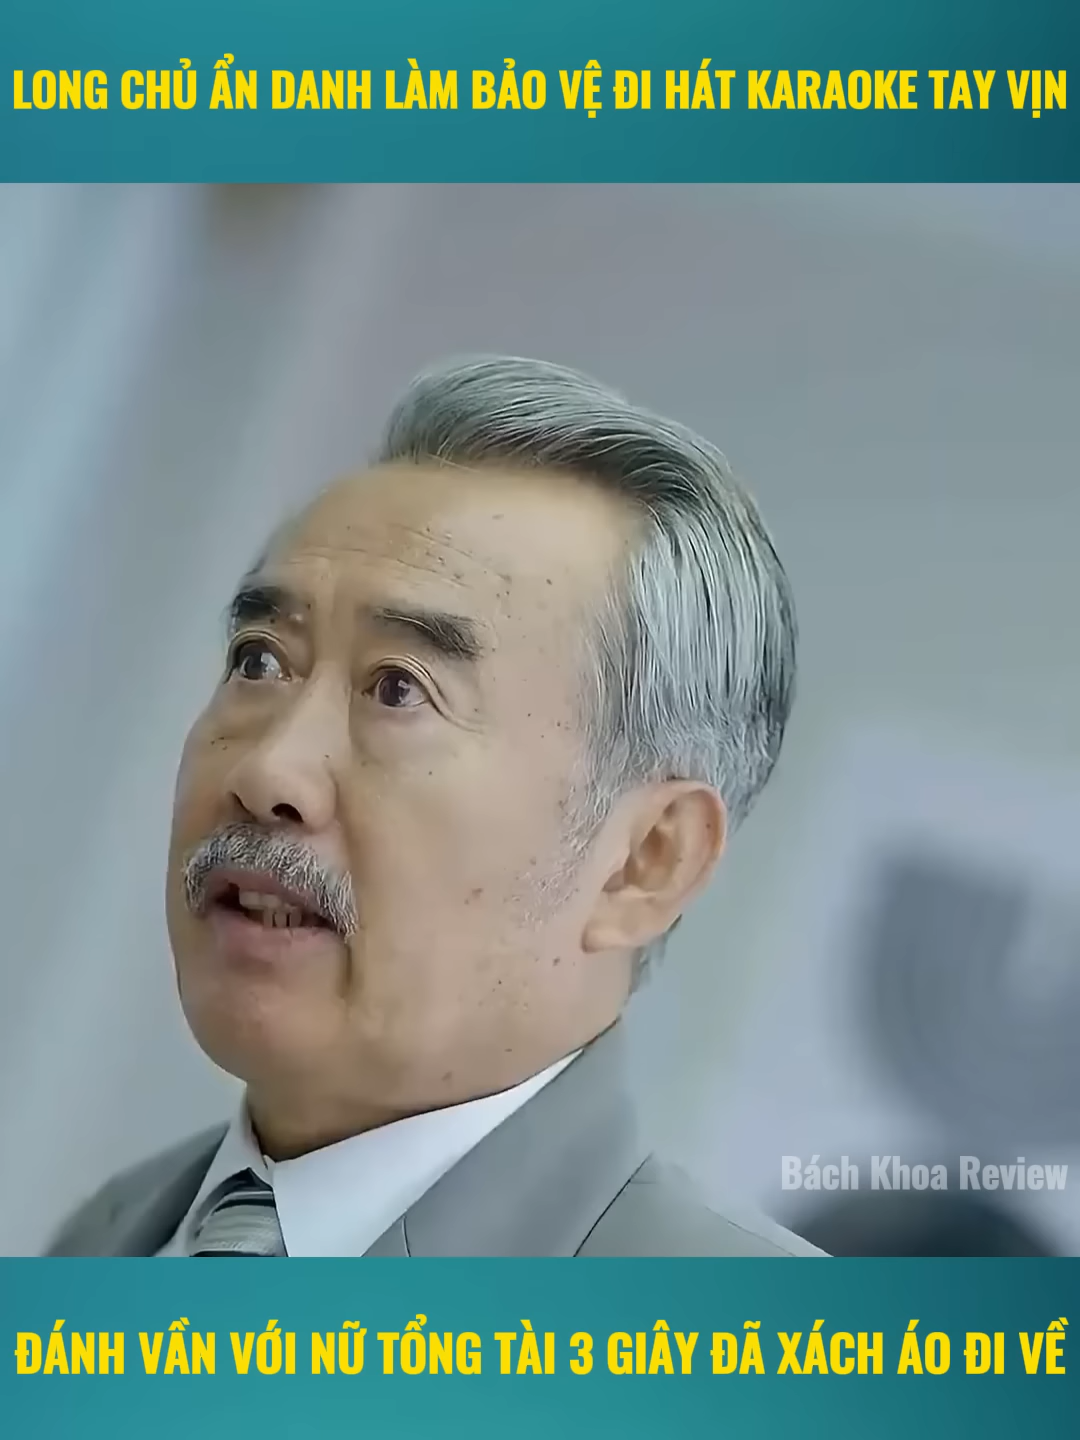 LONG CHỦ ẨN DANH LÀM BẢO VỆ ĐI HÁT KARAOKE TAY VỊN
Bách Khoa Review
ĐÁNH VẦN VỚI NỮ TỔNG TÀI 3 GIÂY ĐÃ XÁCH ÁO ĐI VỀ